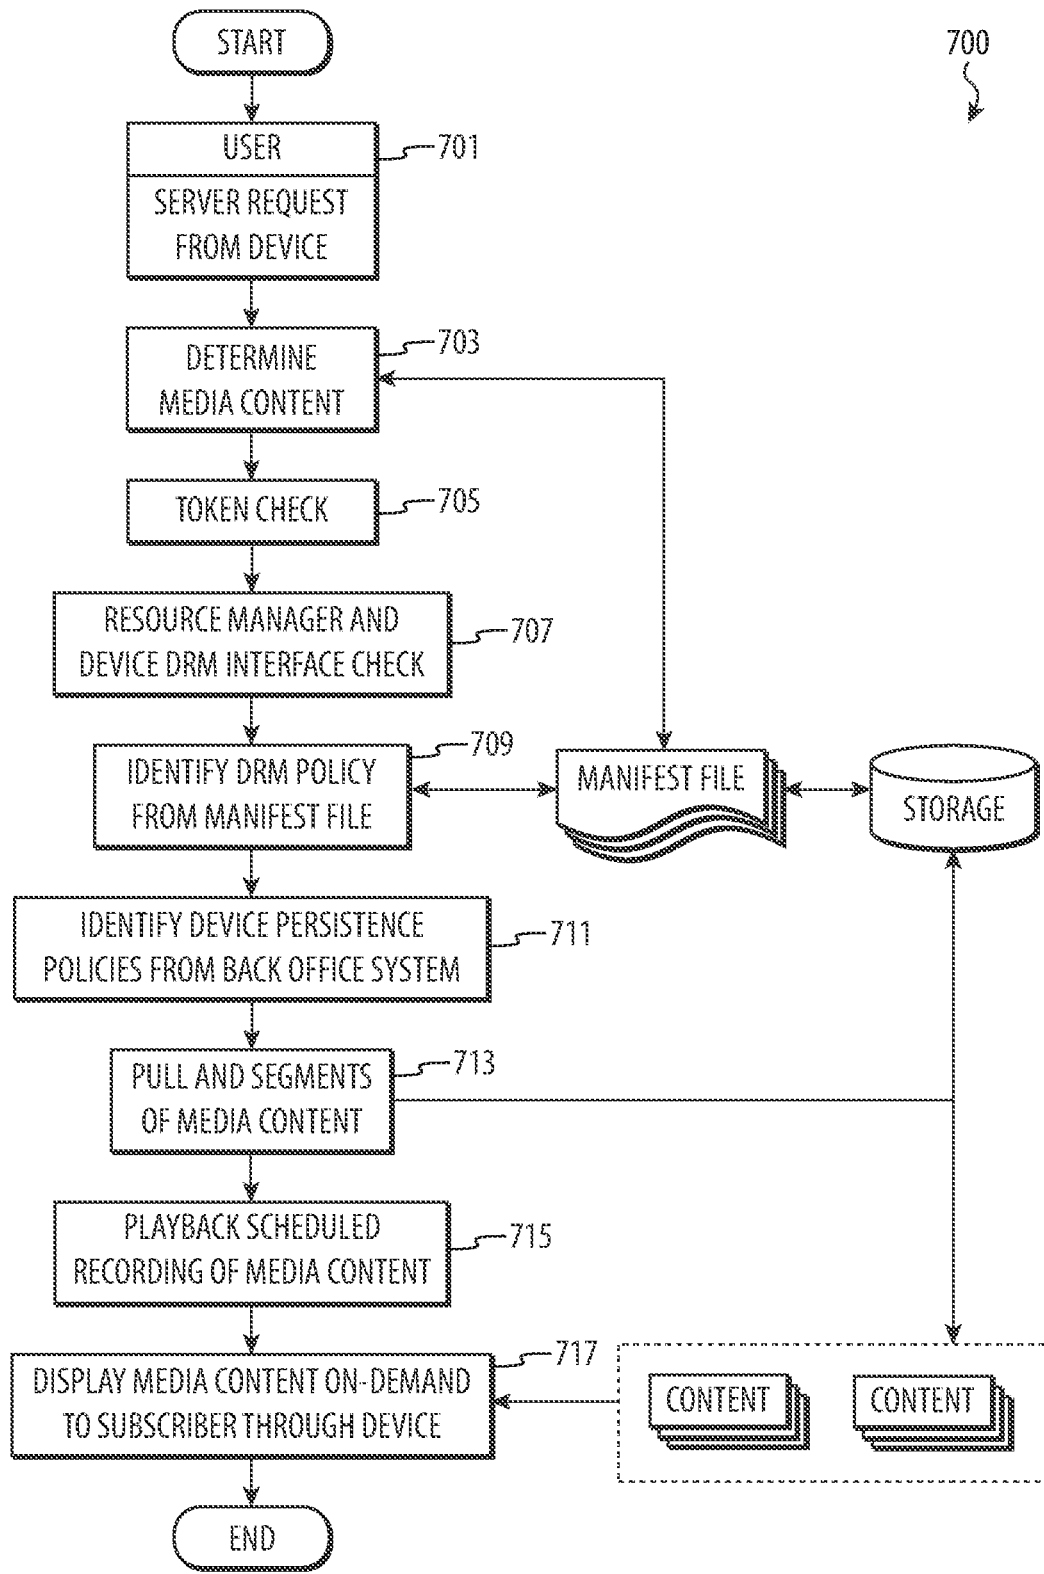 START
700
USER
701
SERVER REQUEST
FROM DEVICE
703
DETERMINE
MEDIA CONTENT
TOKEN CHECK
705
RESOURCE MANAGER AND
DEVICE DRM INTERFACE CHECK
707
709
IDENTIFY DRM POLICY
FROM MANIFEST FILE
MANIFEST FILE
STORAGE
IDENTIFY DEVICE PERSISTENCE
POLICIES FROM BACK OFFICE SYSTEM
711
PULL AND SEGMENTS
OF MEDIA CONTENT
713
PLAYBACK SCHEDULED
RECORDING OF MEDIA CONTENT
715
717
DISPLAY MEDIA CONTENT ON-DEMAND
TO SUBSCRIBER THROUGH DEVICE
CONTENT
CONTENT
END